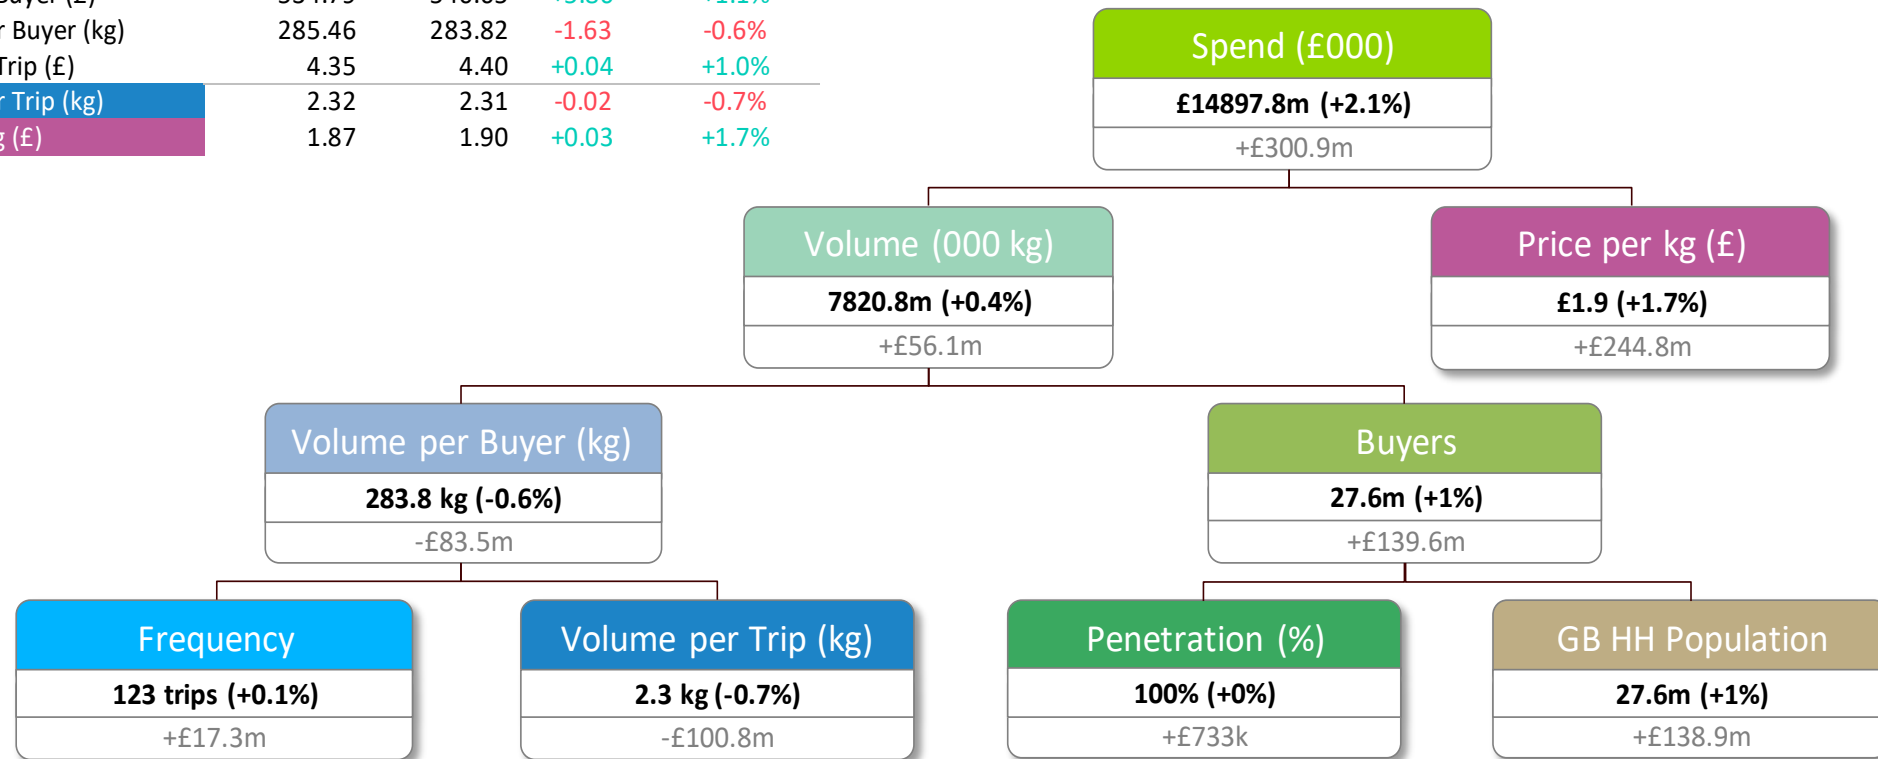 r Buyer (kg) 285.46 283.82 -1.63 -0.6%
Trip (£) 4.35 4.40 +0.04 +1.0%
r Trip (kg) 2.32 2.31 -0.02 -0.7%
g (£) 1.87 1.90 +0.03 +1.7%
Spend (£000)
£14897.8m (+2.1%)
+£300.9m
Volume (000 kg)
7820.8m (+0.4%)
+£56.1m
Price per kg (£)
£1.9 (+1.7%)
+£244.8m
Volume per Buyer (kg)
283.8 kg (-0.6%)
-£83.5m
Buyers
27.6m (+1%)
+£139.6m
Frequency
123 trips (+0.1%)
+£17.3m
Volume per Trip (kg)
2.3 kg (-0.7%)
-£100.8m
Penetration (%)
100% (+0%)
+£733k
GB HH Population
27.6m (+1%)
+£138.9m